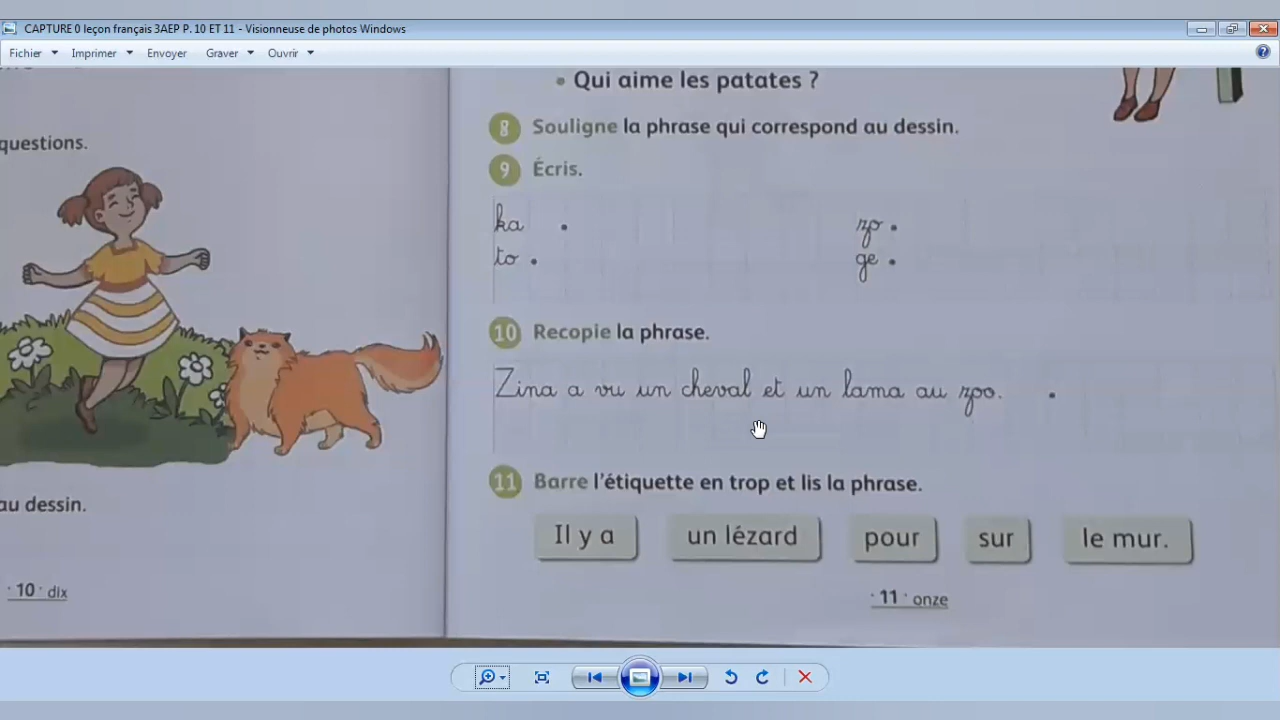 CAPTURE 0 leçon français 3AEP P. 10 ET 11 - Visionneuse de photos Windows
Fichier Imprimer Envoyer Graver Ouvrir
questions.
au dessin.
· 10 · dix
• Qui aime les patates ?
8 Souligne la phrase qui correspond au dessin.
9 Écris.
ka • zo •
to • ge •
10 Recopie la phrase.
Zina a vu un cheval et un lama au zoo. •
11 Barre l'étiquette en trop et lis la phrase.
Il y a un lézard pour sur le mur.
· 11 · onze